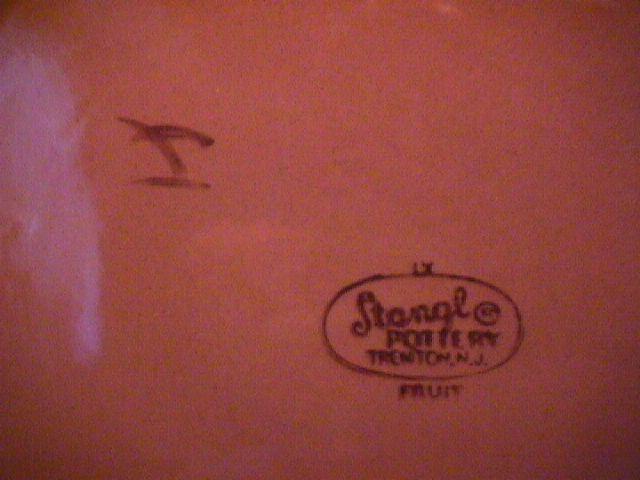 LX
Stangl ®
POTTERY
TRENTON, N.J.
FRUIT